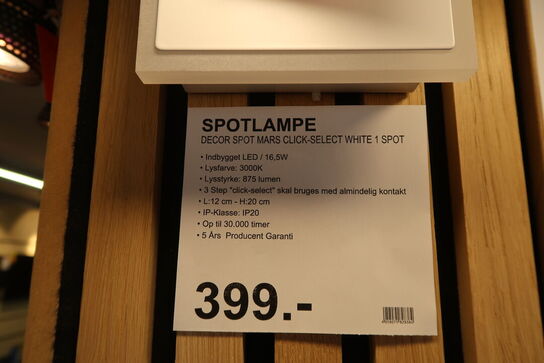 SPOTLAMPE
DECOR SPOT MARS CLICK-SELECT WHITE 1 SPOT
• Indbygget LED / 16,5W
• Lysfarve: 3000K
• Lysstyrke: 875 lumen
• 3 Step "click-select" skal bruges med almindelig kontakt
• L:12 cm - H:20 cm
• IP-Klasse: IP20
• Op til 30.000 timer
• 5 Års Producent Garanti
399.-